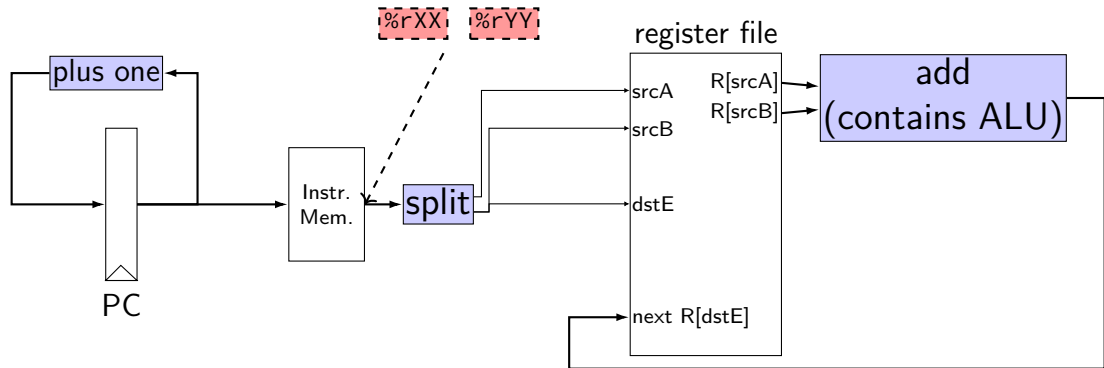 %rXX %rYY
register file
plus one
srcA
R[srcA]
srcB
R[srcB]
add
(contains ALU)
Instr.
Mem.
split
dstE
PC
next R[dstE]